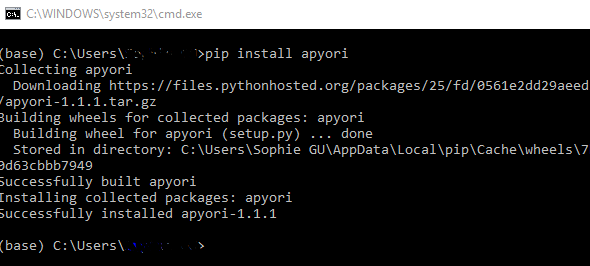 C:\WINDOWS\system32\cmd.exe
(base) C:\Users\>pip install apyori
Collecting apyori
Downloading https://files.pythonhosted.org/packages/25/fd/0561e2dd29aeed
/apyori-1.1.1.tar.gz
Building wheels for collected packages: apyori
Building wheel for apyori (setup.py) ... done
Stored in directory: C:\Users\Sophie GU\AppData\Local\pip\Cache\wheels\7
0d63cbbb7949
Successfully built apyori
Installing collected packages: apyori
Successfully installed apyori-1.1.1
(base) C:\Users\>